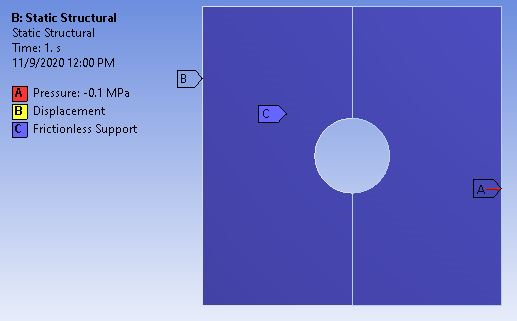 B: Static Structural
Static Structural
Time: 1. s
11/9/2020 12:00 PM
A Pressure: -0.1 MPa
B Displacement
C Frictionless Support
B
C
A